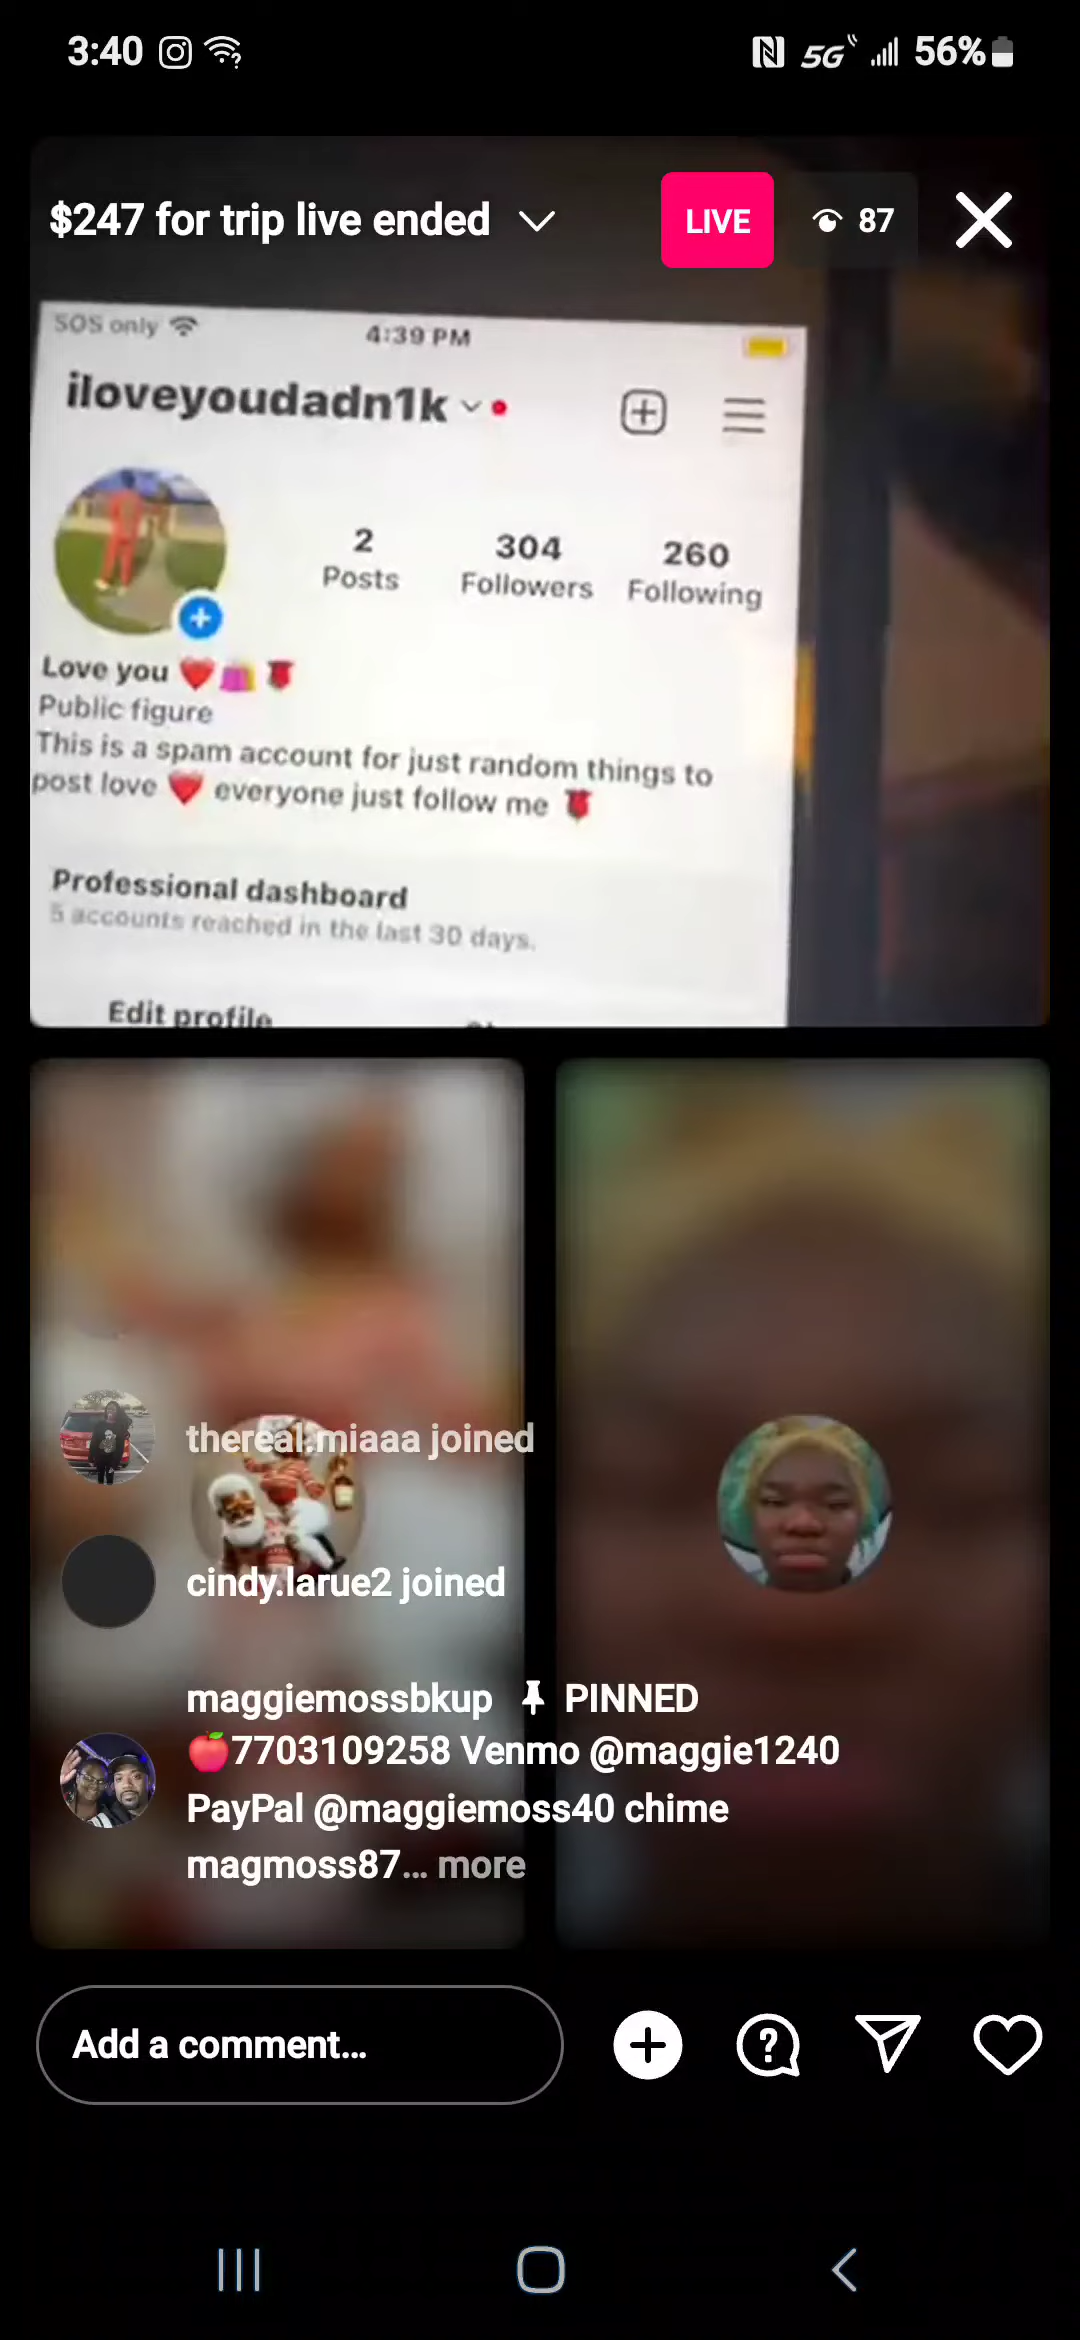 3:40 5G 56%
$247 for trip live ended LIVE 87
SOS only 4:39 PM
iloveyoudadn1k
2 304 260
Posts Followers Following
Love you ❤️🛍️🌹
Public figure
This is a spam account for just random things to
post love ❤️ everyone just follow me 🌹
Professional dashboard
5 accounts reached in the last 30 days.
Edit profile
thereal.miaaa joined
cindy.larue2 joined
maggiemossbkup 📌 PINNED
🍎7703109258 Venmo @maggie1240
PayPal @maggiemoss40 chime
magmoss87... more
Add a comment...